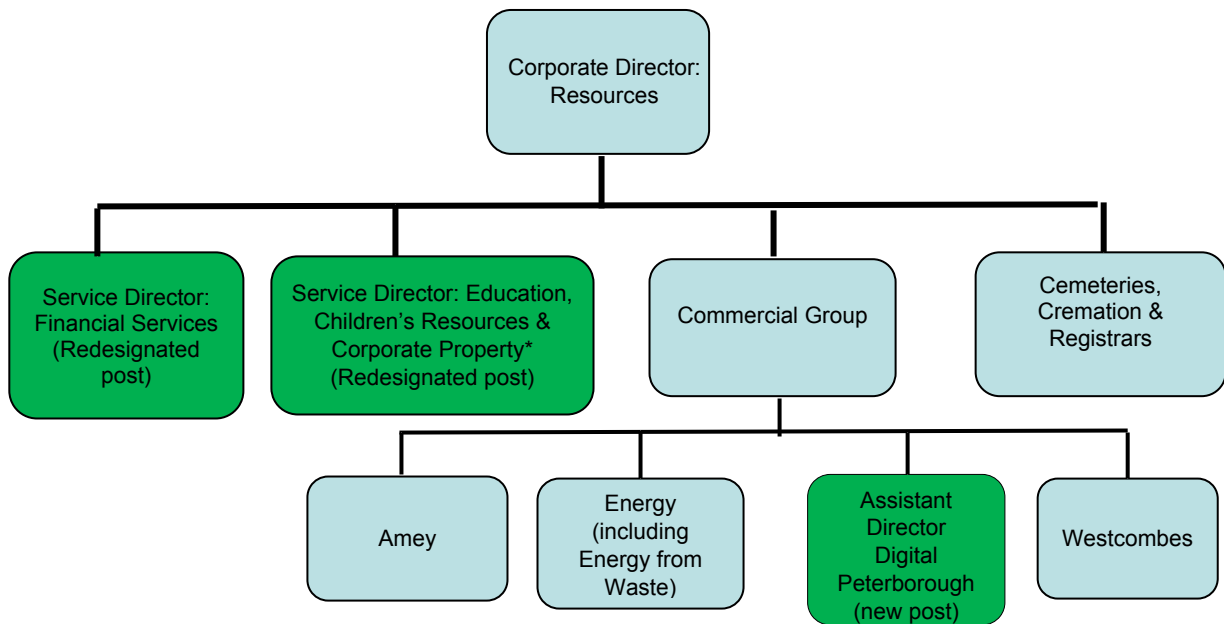 Corporate Director:
Resources
Service Director:
Financial Services
(Redesignated
post)
Service Director: Education,
Children’s Resources &
Corporate Property*
(Redesignated post)
Commercial Group
Cemeteries,
Cremation &
Registrars
Amey
Energy
(including
Energy from
Waste)
Assistant
Director
Digital
Peterborough
(new post)
Westcombes